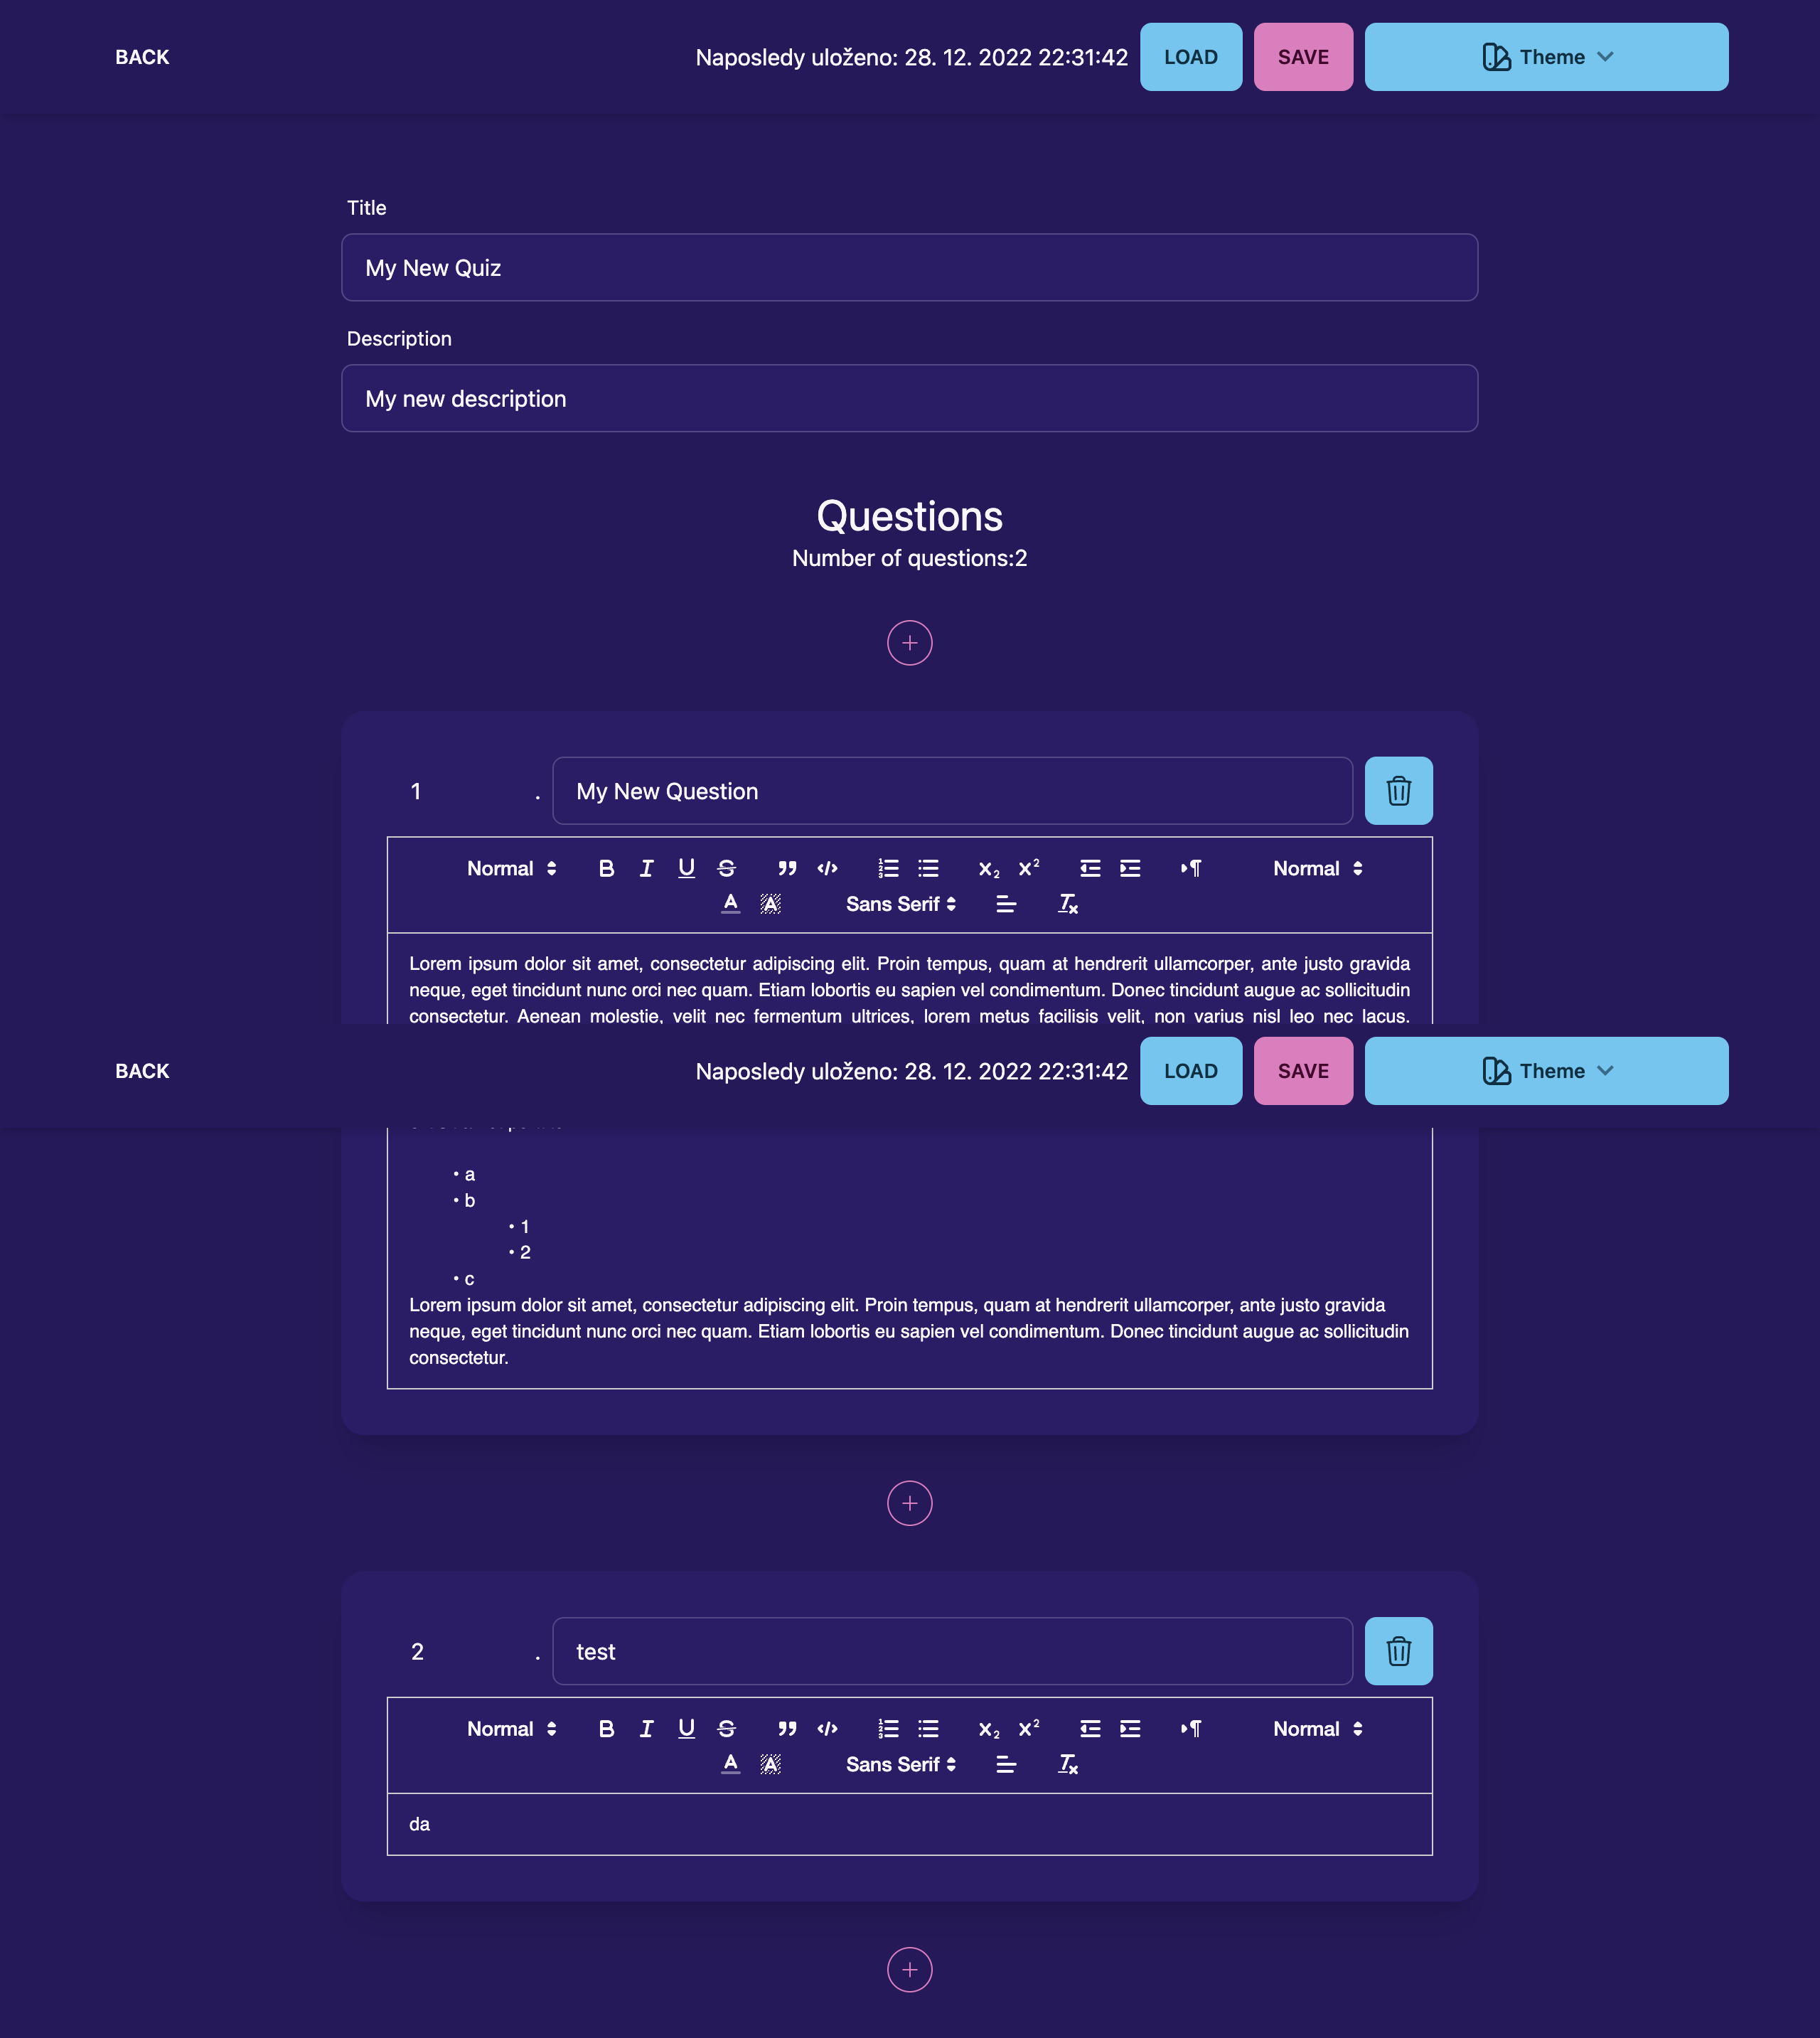 BACK
Naposledy uloženo: 28. 12. 2022 22:31:42
LOAD
SAVE
Theme
Title
My New Quiz
Description
My new description
Questions
Number of questions:2
1
.
My New Question
Normal
Normal
Sans Serif
Lorem ipsum dolor sit amet, consectetur adipiscing elit. Proin tempus, quam at hendrerit ullamcorper, ante justo gravida
neque, eget tincidunt nunc orci nec quam. Etiam lobortis eu sapien vel condimentum. Donec tincidunt augue ac sollicitudin
consectetur. Aenean molestie, velit nec fermentum ultrices, lorem metus facilisis velit, non varius nisl leo nec lacus.
BACK
Naposledy uloženo: 28. 12. 2022 22:31:42
LOAD
SAVE
Theme
• a
• b
• 1
• 2
• c
Lorem ipsum dolor sit amet, consectetur adipiscing elit. Proin tempus, quam at hendrerit ullamcorper, ante justo gravida
neque, eget tincidunt nunc orci nec quam. Etiam lobortis eu sapien vel condimentum. Donec tincidunt augue ac sollicitudin
consectetur.
2
.
test
Normal
Normal
Sans Serif
da